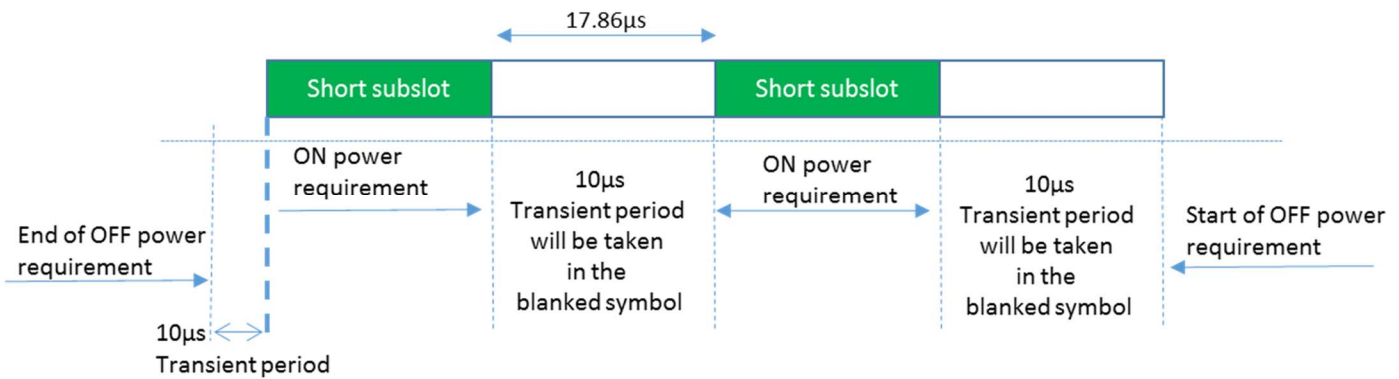 17.86µs
Short subslot
Short subslot
ON power
requirement
10µs
Transient period
will be taken
in the
blanked symbol
ON power
requirement
10µs
Transient period
will be taken
in the
blanked symbol
End of OFF power
requirement
Start of OFF power
requirement
10µs
Transient period